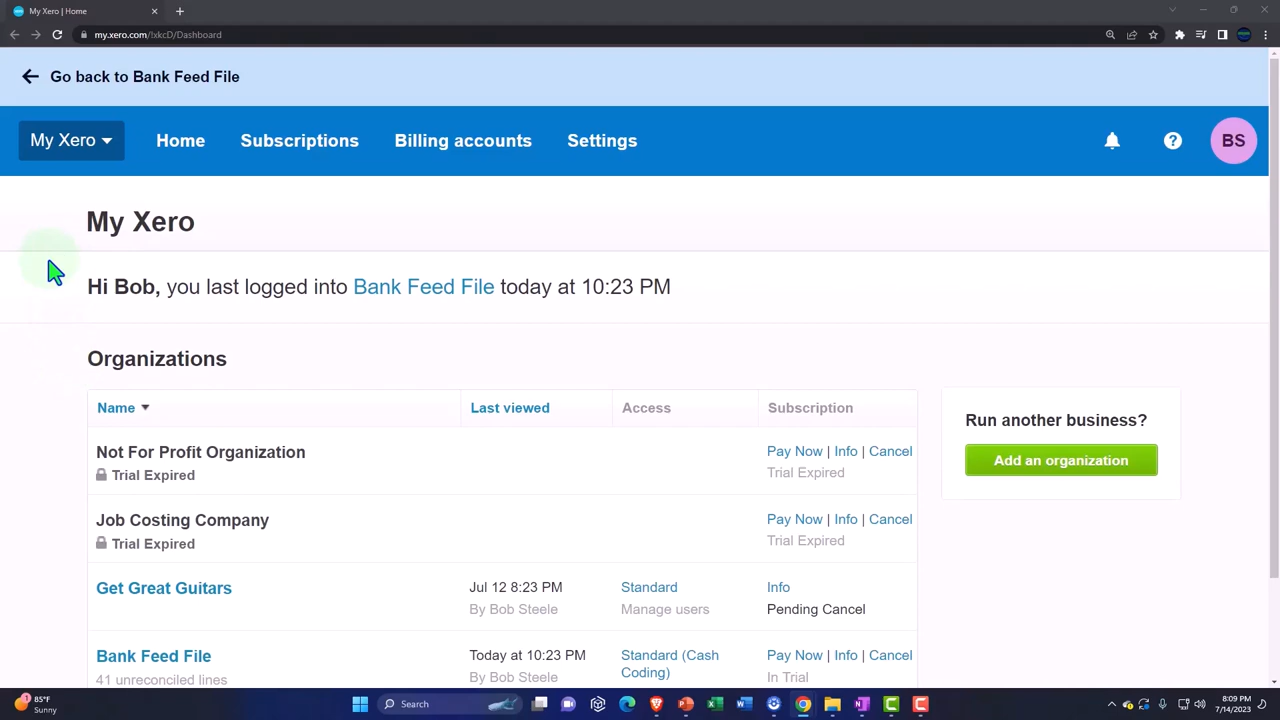 My Xero | Home
my.xero.com/!xkcD/Dashboard
Go back to Bank Feed File
My Xero Home Subscriptions Billing accounts Settings BS
My Xero
Hi Bob, you last logged into Bank Feed File today at 10:23 PM
Organizations
Name Last viewed Access Subscription
Not For Profit Organization Pay Now | Info | Cancel
Trial Expired Trial Expired
Job Costing Company Pay Now | Info | Cancel
Trial Expired Trial Expired
Get Great Guitars Jul 12 8:23 PM Standard Info
By Bob Steele Manage users Pending Cancel
Bank Feed File Today at 10:23 PM Standard (Cash Coding) Pay Now | Info | Cancel
41 unreconciled lines By Bob Steele In Trial
Run another business?
Add an organization
85°F
Sunny
Search
8:09 PM
7/14/2023